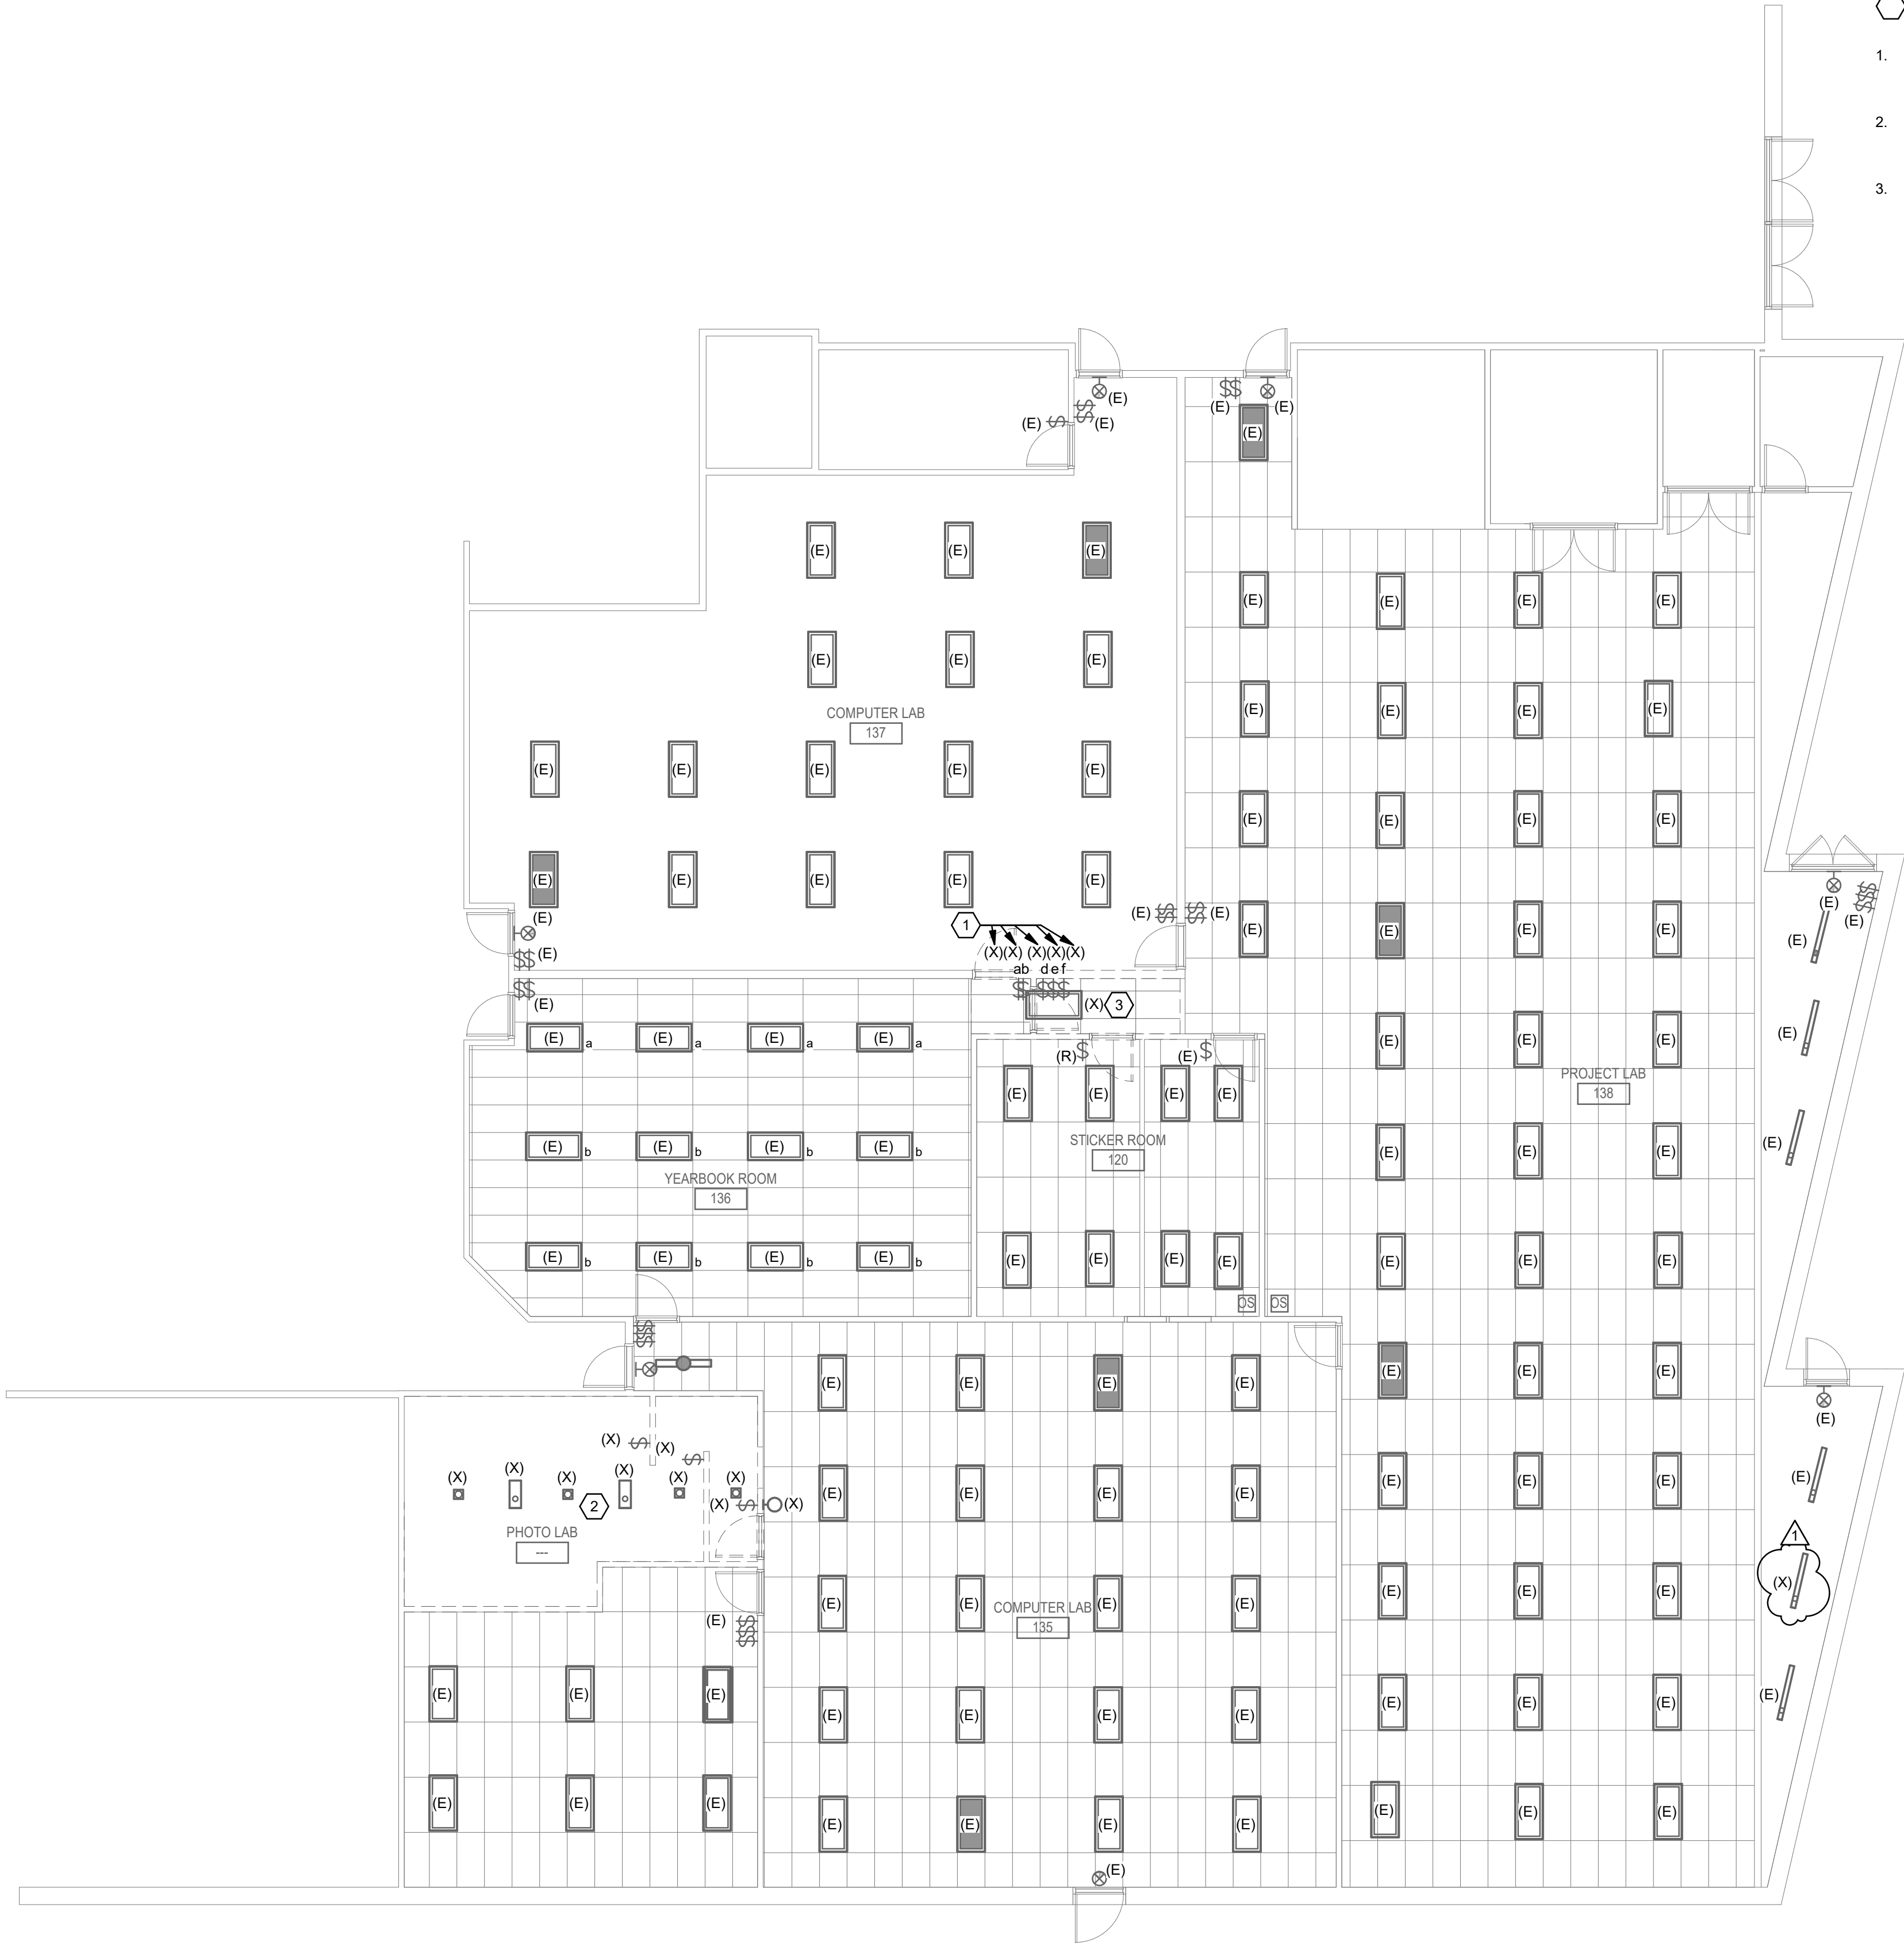 1.
2.
3.
(E)
(E) (E)
(E) (E)
(E)
(E) (E) (E)
(E) (E) (E) (E)
(E) (E) (E)
COMPUTER LAB
137
(E) (E) (E) (E)
(E) (E) (E) (E) (E)
(E) (E) (E) (E)
(E) (E) (E) (E) (E)
(E)
(E) (E)
(E) (E)
1
(E) (E) (E) (E)
(E)
(E)
(X) (X) (X) (X) (X)
a b d e f
(X) 3
(E)
(E)
(E) a (E) a (E) a (E) a
(E) (E) (E)
(R) (E)
(E) (E) (E) (E)
PROJECT LAB
138
STICKER ROOM
120
(E) b (E) b (E) b (E) b
(E) (E) (E) (E)
YEARBOOK ROOM
136
(E) b (E) b (E) b (E) b
(E) (E) (E) (E)
(E) (E) (E)
OS OS
(E) (E) (E) (E)
(E) (E) (E)
(E)
(X) (X)
(X) (X) (X) (X) (X) (X)
2
(X) (X)
PHOTO LAB
---
(E) (E) (E) (E)
(E) (E) (E) (E)
1
(X)
(E) (E) (E) (E)
(E) (E) (E)
COMPUTER LAB
135
(E)
(E) (E) (E)
(E) (E) (E) (E)
(E) (E) (E) (E)
(E) (E) (E)
(E) (E) (E) (E)
(E) (E) (E)
(E)